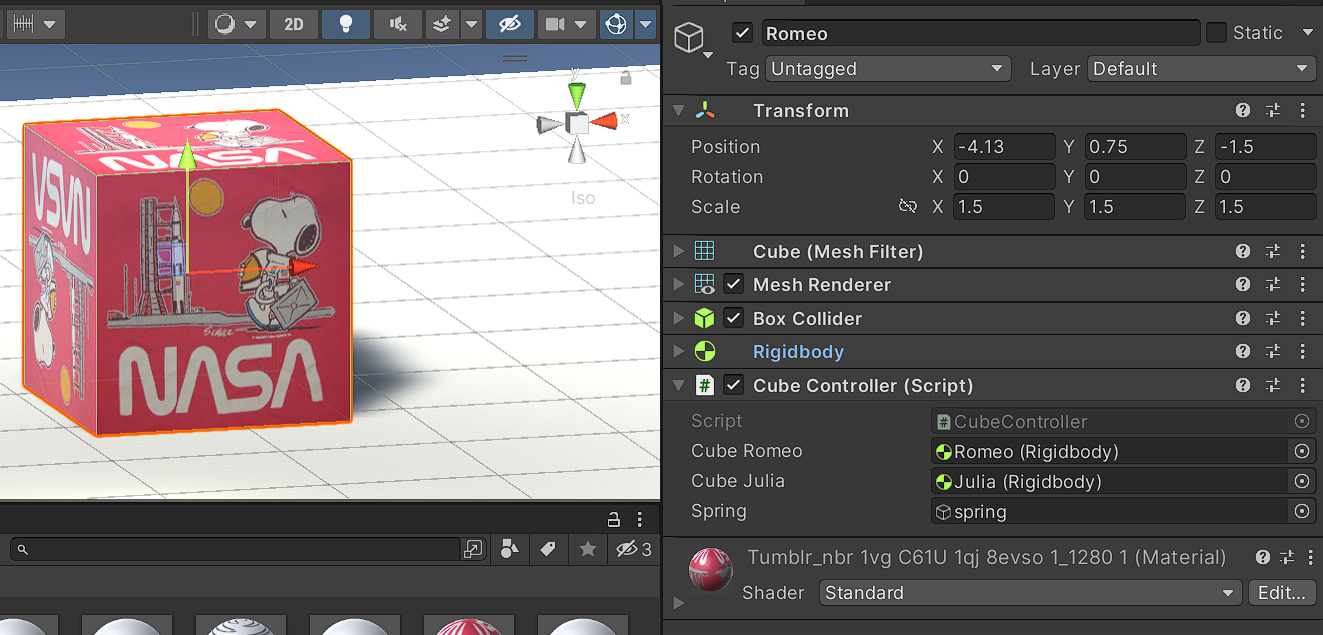 2D
Romeo
Static
Tag Untagged Layer Default
Transform
Position X -4.13 Y 0.75 Z -1.5
Rotation X 0 Y 0 Z 0
Scale X 1.5 Y 1.5 Z 1.5
Cube (Mesh Filter)
Mesh Renderer
Box Collider
Rigidbody
# Cube Controller (Script)
Script # CubeController
Cube Romeo Romeo (Rigidbody)
Cube Julia Julia (Rigidbody)
Spring spring
Tumblr_nbr 1vg C61U 1qj 8evso 1_1280 1 (Material)
Shader Standard Edit...
y
x
Iso
NASA
NASA
NASA
3